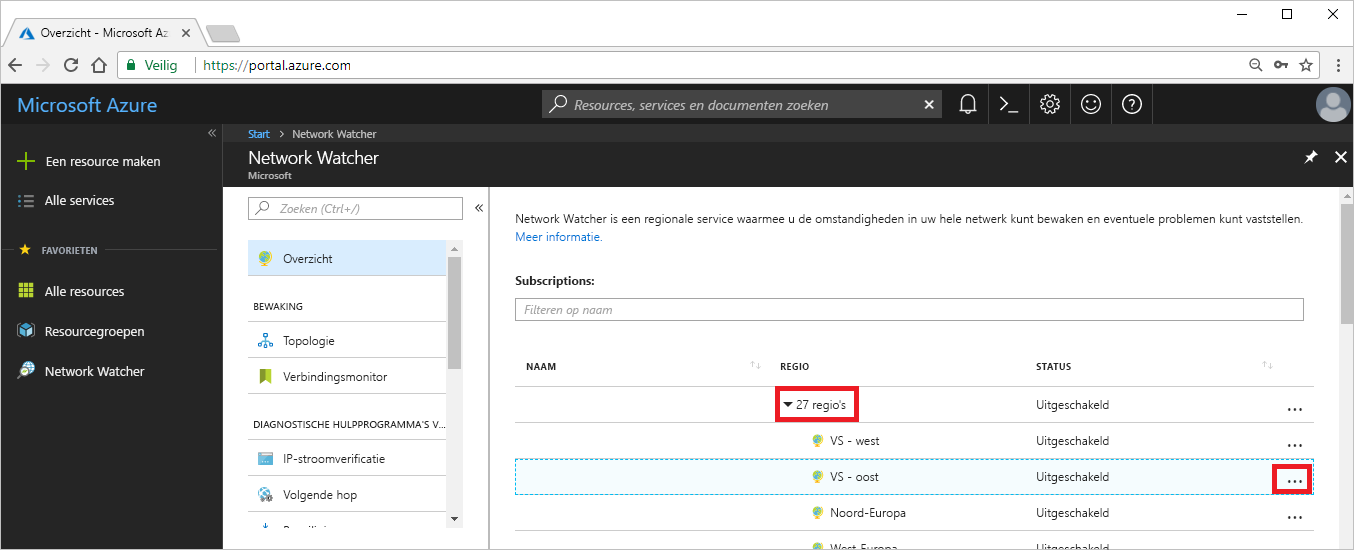 Overzicht - Microsoft Az
Veilig https://portal.azure.com
Microsoft Azure
Resources, services en documenten zoeken
Start > Network Watcher
Network Watcher
Microsoft
Een resource maken
Alle services
FAVORIETEN
Alle resources
Resourcegroepen
Network Watcher
Zoeken (Ctrl+/)
Overzicht
BEWAKING
Topologie
Verbindingsmonitor
DIAGNOSTISCHE HULPPROGRAMMA'S V...
IP-stroomverificatie
Volgende hop
Network Watcher is een regionale service waarmee u de omstandigheden in uw hele netwerk kunt bewaken en eventuele problemen kunt vaststellen.
Meer informatie.
Subscriptions:
Filteren op naam
NAAM REGIO STATUS
27 regio's Uitgeschakeld ...
VS - west Uitgeschakeld ...
VS - oost Uitgeschakeld ...
Noord-Europa Uitgeschakeld ...
West-Europa Uitgeschakeld